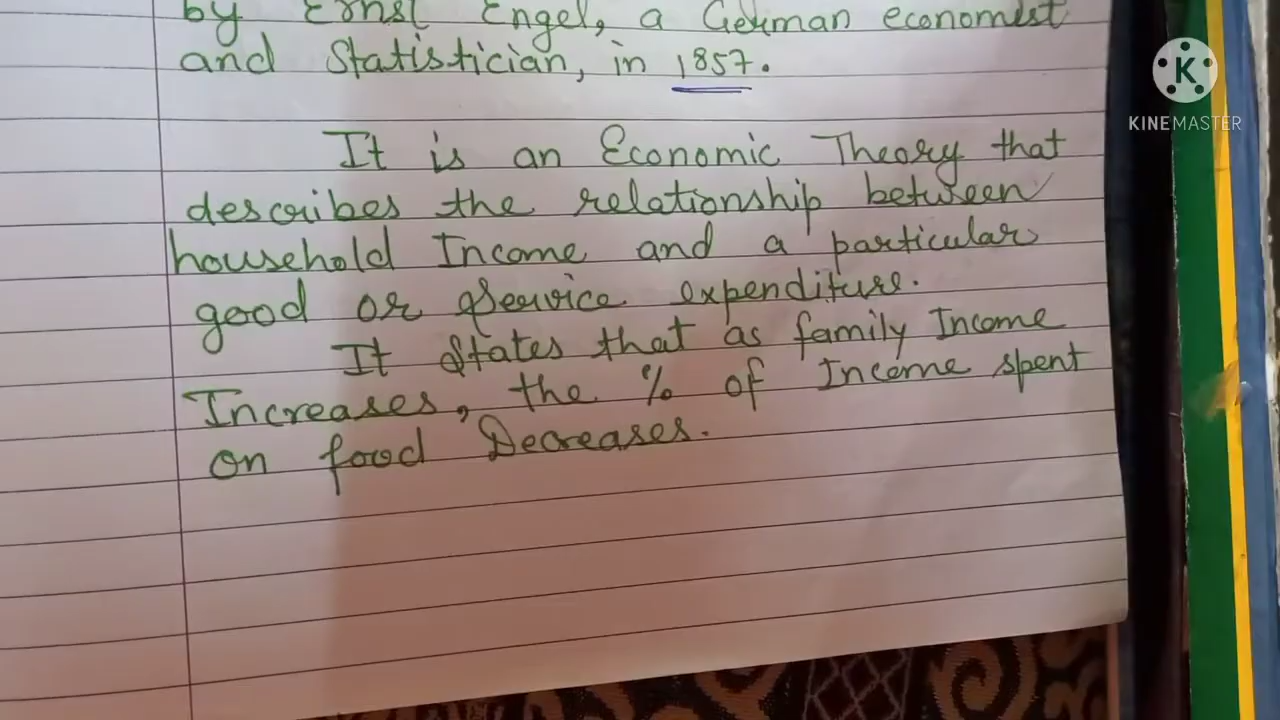 by Ernst Engel, a German economist
and Statistician, in 1857.
It is an Economic Theory that
describes the relationship between
household Income and a particular
good or service expenditure.
It States that as family Income
Increases, the % of Income spent
on food Decreases.
K
KINEMASTER